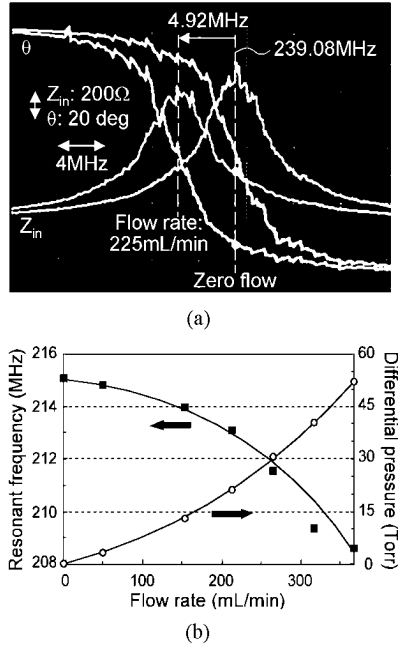 4.92MHz
239.08MHz
θ
Zin: 200Ω
θ: 20 deg
4MHz
Zin
Flow rate:
225mL/min
Zero flow
(a)
216
214
212
210
208
Resonant frequency (MHz)
60
45
30
15
0
Differential pressure (Torr)
0 100 200 300
Flow rate (mL/min)
(b)